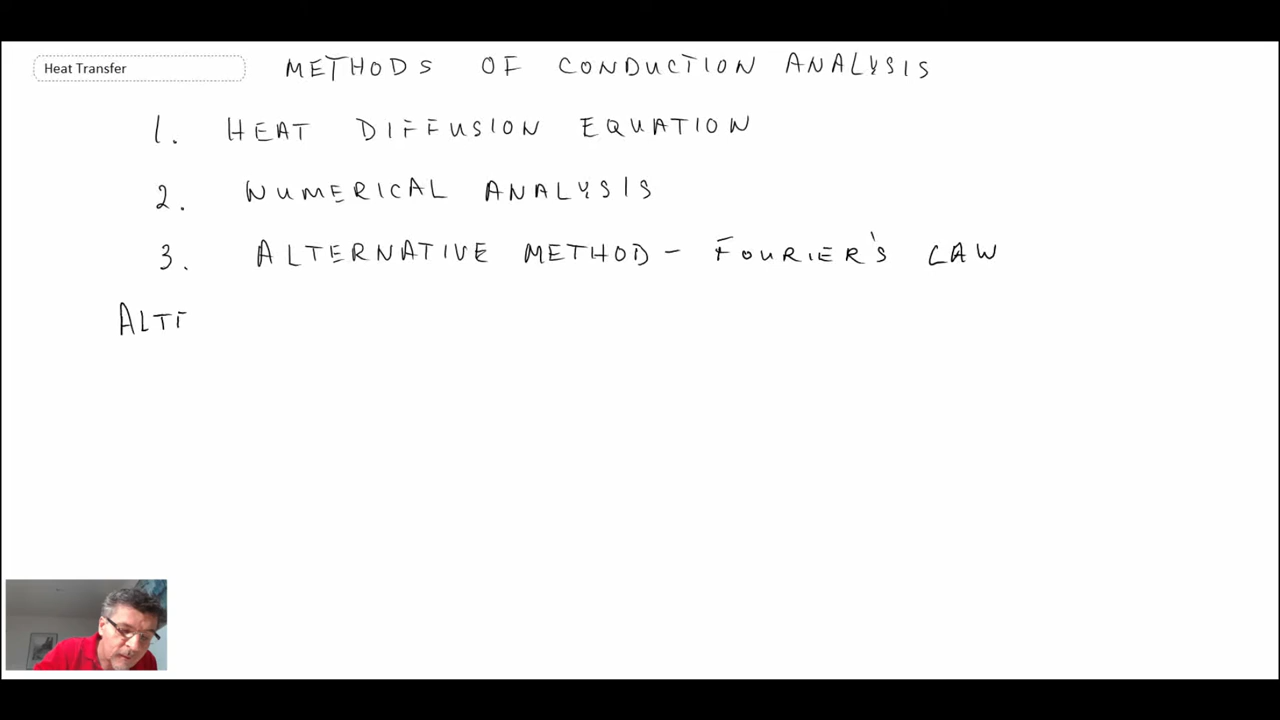 Heat Transfer
METHODS OF CONDUCTION ANALYSIS
1. HEAT DIFFUSION EQUATION
2. NUMERICAL ANALYSIS
3. ALTERNATIVE METHOD - FOURIER'S LAW
ALTE